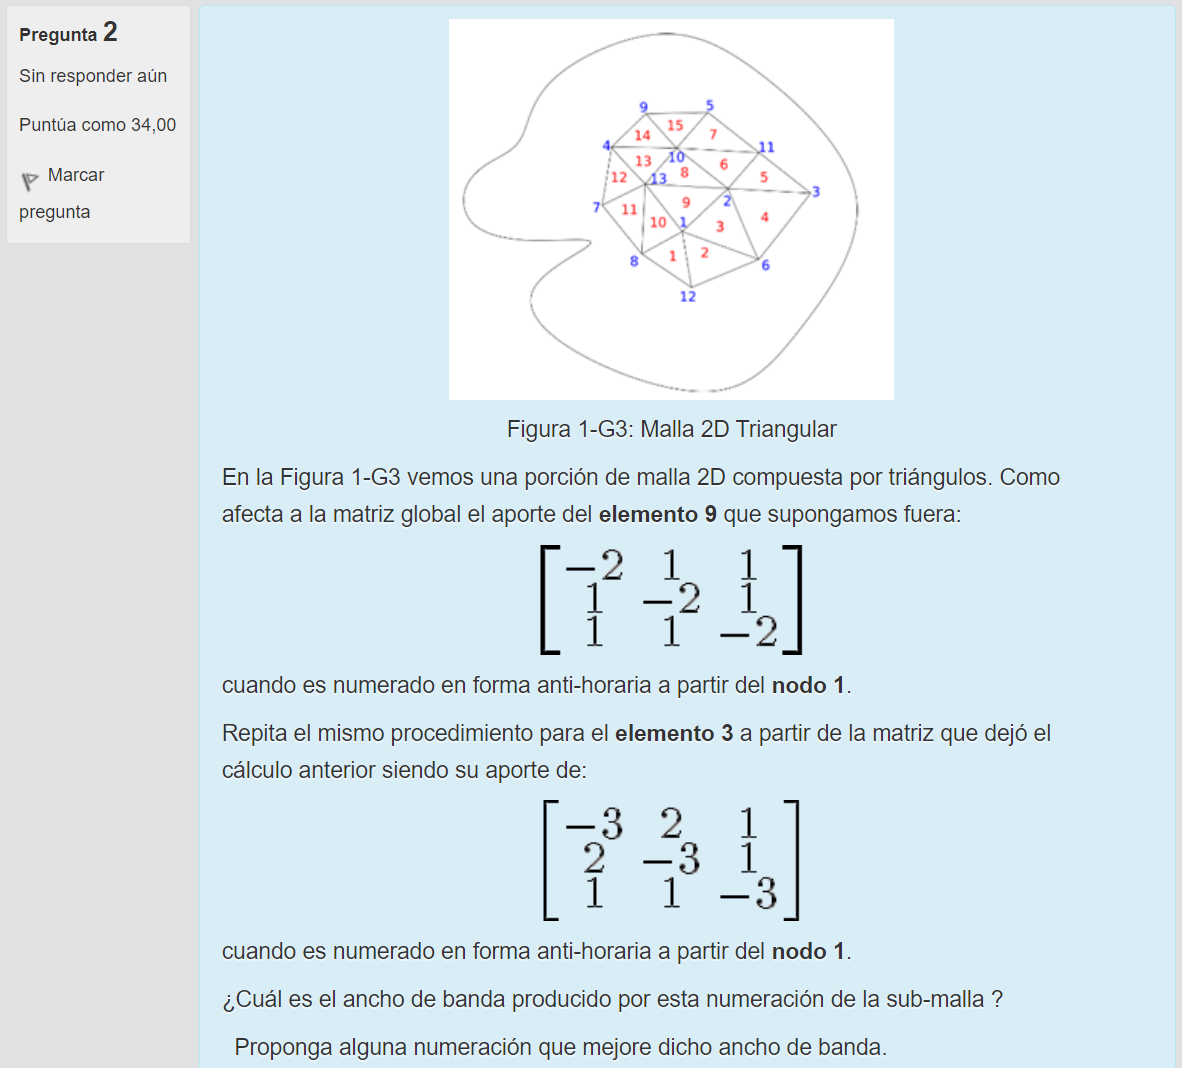 Pregunta 2
Sin responder aún
Puntúa como 34,00
Marcar
pregunta
9 5
15
14 7
4 10 11
13 6
12 13 8 5
3
7 11 9 2
10 1 3 4
8 1 2 6
12
Figura 1-G3: Malla 2D Triangular
En la Figura 1-G3 vemos una porción de malla 2D compuesta por triángulos. Como
afecta a la matriz global el aporte del elemento 9 que supongamos fuera:
−2 1 1
1 −2 1
1 1 −2
cuando es numerado en forma anti-horaria a partir del nodo 1.
Repita el mismo procedimiento para el elemento 3 a partir de la matriz que dejó el
cálculo anterior siendo su aporte de:
−3 2 1
2 −3 1
1 1 −3
cuando es numerado en forma anti-horaria a partir del nodo 1.
¿Cuál es el ancho de banda producido por esta numeración de la sub-malla ?
Proponga alguna numeración que mejore dicho ancho de banda.